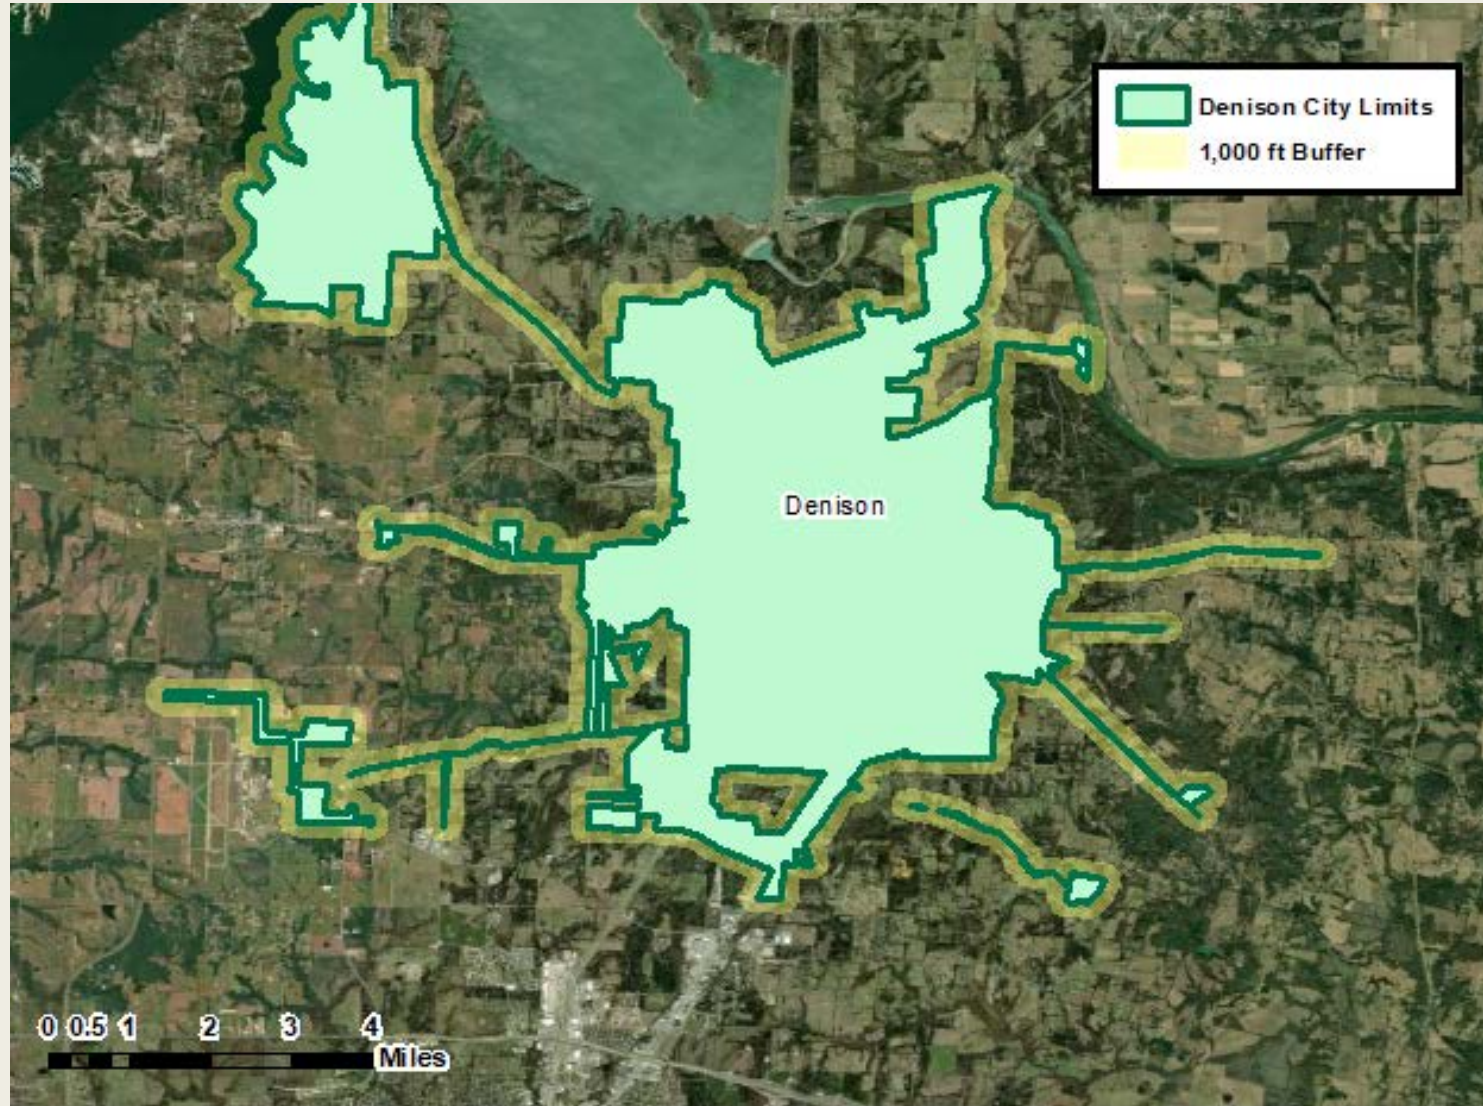 Denison City Limits
1,000 ft Buffer
Denison
0 0.5 1 2 3 4
Miles